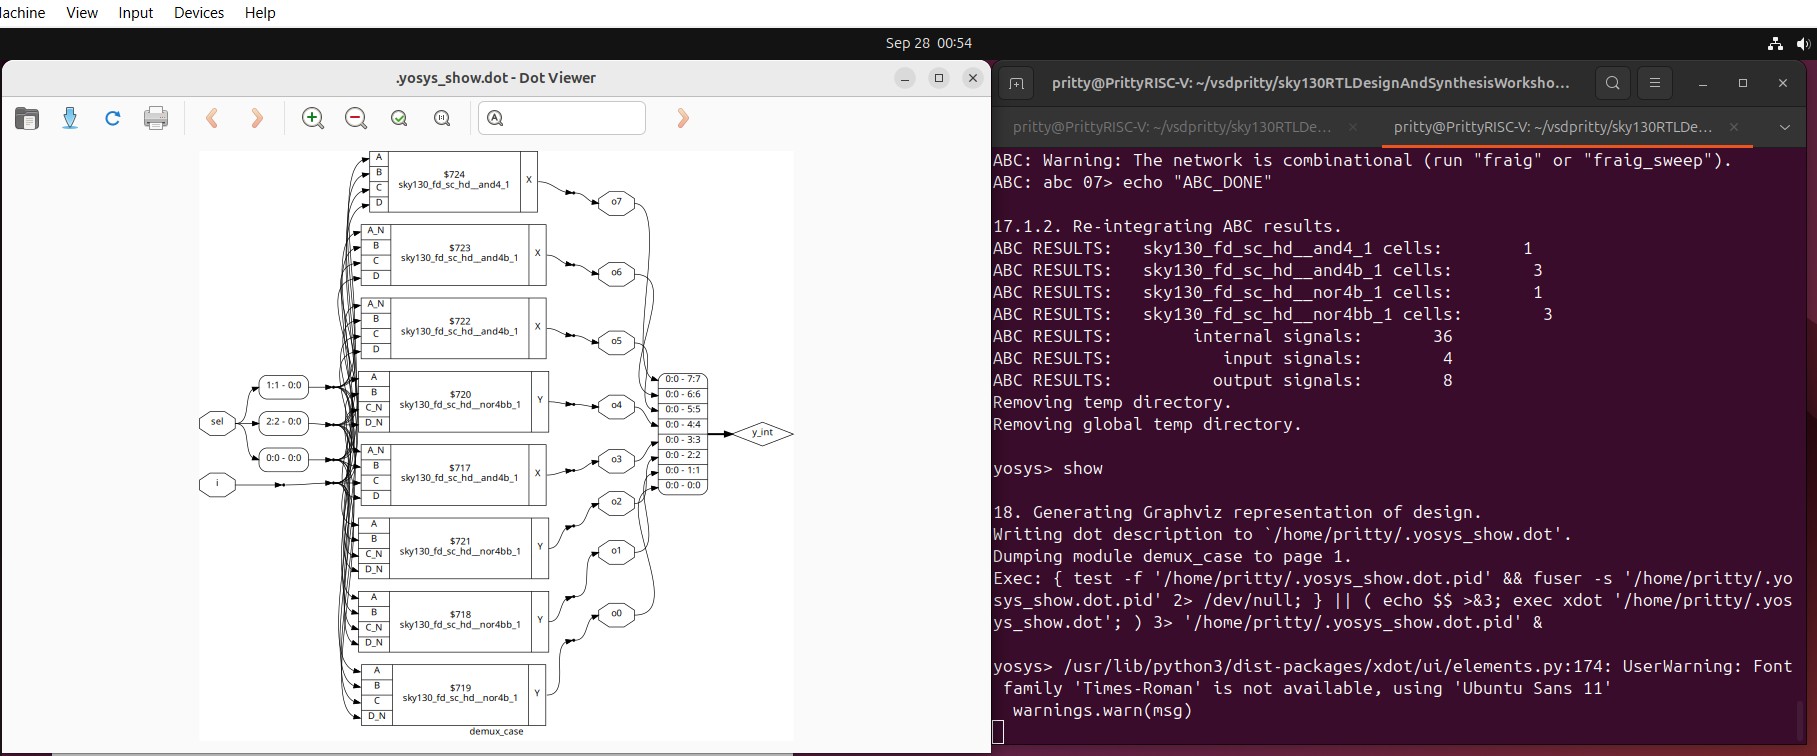 Machine View Input Devices Help
Sep 28 00:54
.yosys_show.dot - Dot Viewer
A
B
C
D
$724
sky130_fd_sc_hd__and4_1
X
o7
A_N
B
C
D
$723
sky130_fd_sc_hd__and4b_1
X
o6
A_N
B
C
D
$722
sky130_fd_sc_hd__and4b_1
X
o5
A
B
C_N
D_N
$720
sky130_fd_sc_hd__nor4bb_1
Y
o4
A_N
B
C
D
$717
sky130_fd_sc_hd__and4b_1
X
o3
A
B
C_N
D_N
$721
sky130_fd_sc_hd__nor4bb_1
Y
o2
A
B
C_N
D_N
$718
sky130_fd_sc_hd__nor4bb_1
Y
o1
A
B
C
D_N
$719
sky130_fd_sc_hd__nor4b_1
Y
o0
sel
1:1 - 0:0
2:2 - 0:0
0:0 - 0:0
i
0:0 - 7:7
0:0 - 6:6
0:0 - 5:5
0:0 - 4:4
0:0 - 3:3
0:0 - 2:2
0:0 - 1:1
0:0 - 0:0
y_int
demux_case
pritty@PrittyRISC-V: ~/vsdpritty/sky130RTLDesignAndSynthesisWorksho...
pritty@PrittyRISC-V: ~/vsdpritty/sky130RTLDe...
pritty@PrittyRISC-V: ~/vsdpritty/sky130RTLDe...
ABC: Warning: The network is combinational (run "fraig" or "fraig_sweep").
ABC: abc 07> echo "ABC_DONE"
17.1.2. Re-integrating ABC results.
ABC RESULTS: sky130_fd_sc_hd__and4_1 cells: 1
ABC RESULTS: sky130_fd_sc_hd__and4b_1 cells: 3
ABC RESULTS: sky130_fd_sc_hd__nor4b_1 cells: 1
ABC RESULTS: sky130_fd_sc_hd__nor4bb_1 cells: 3
ABC RESULTS: internal signals: 36
ABC RESULTS: input signals: 4
ABC RESULTS: output signals: 8
Removing temp directory.
Removing global temp directory.
yosys> show
18. Generating Graphviz representation of design.
Writing dot description to `/home/pritty/.yosys_show.dot'.
Dumping module demux_case to page 1.
Exec: { test -f '/home/pritty/.yosys_show.dot.pid' && fuser -s '/home/pritty/.yo
sys_show.dot.pid' 2> /dev/null; } || ( echo $$ >&3; exec xdot '/home/pritty/.yos
ys_show.dot'; ) 3> '/home/pritty/.yosys_show.dot.pid' &
yosys> /usr/lib/python3/dist-packages/xdot/ui/elements.py:174: UserWarning: Font
family 'Times-Roman' is not available, using 'Ubuntu Sans 11'
warnings.warn(msg)